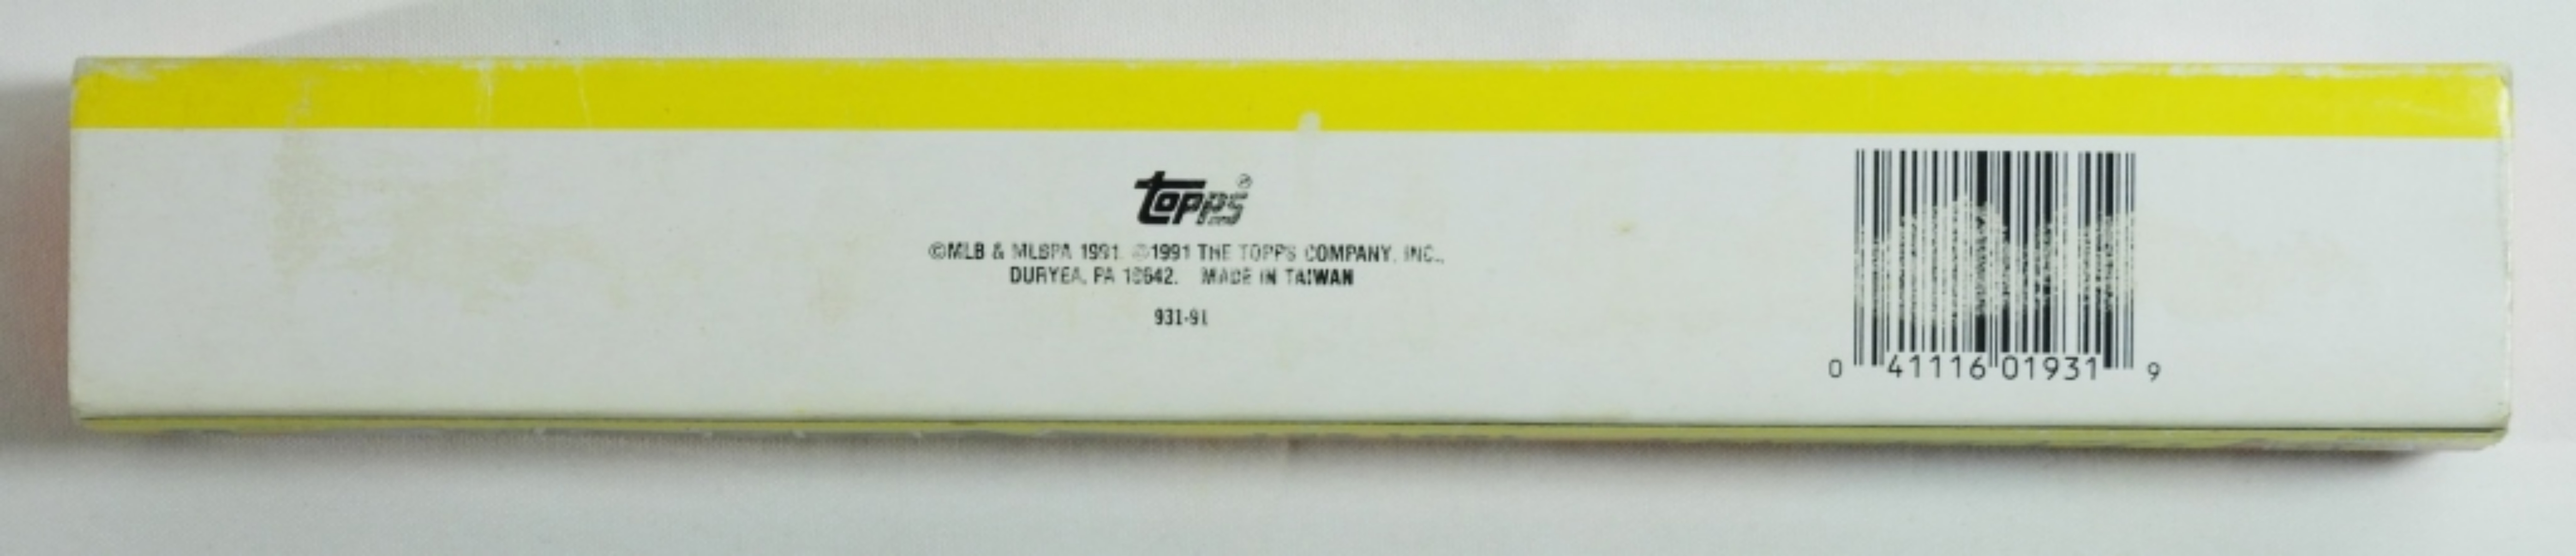 topps®
©MLB & MLBPA 1991. ©1991 THE TOPPS COMPANY, INC.,
DURYEA, PA 18642. MADE IN TAIWAN
931-91
0 41116 01931 9